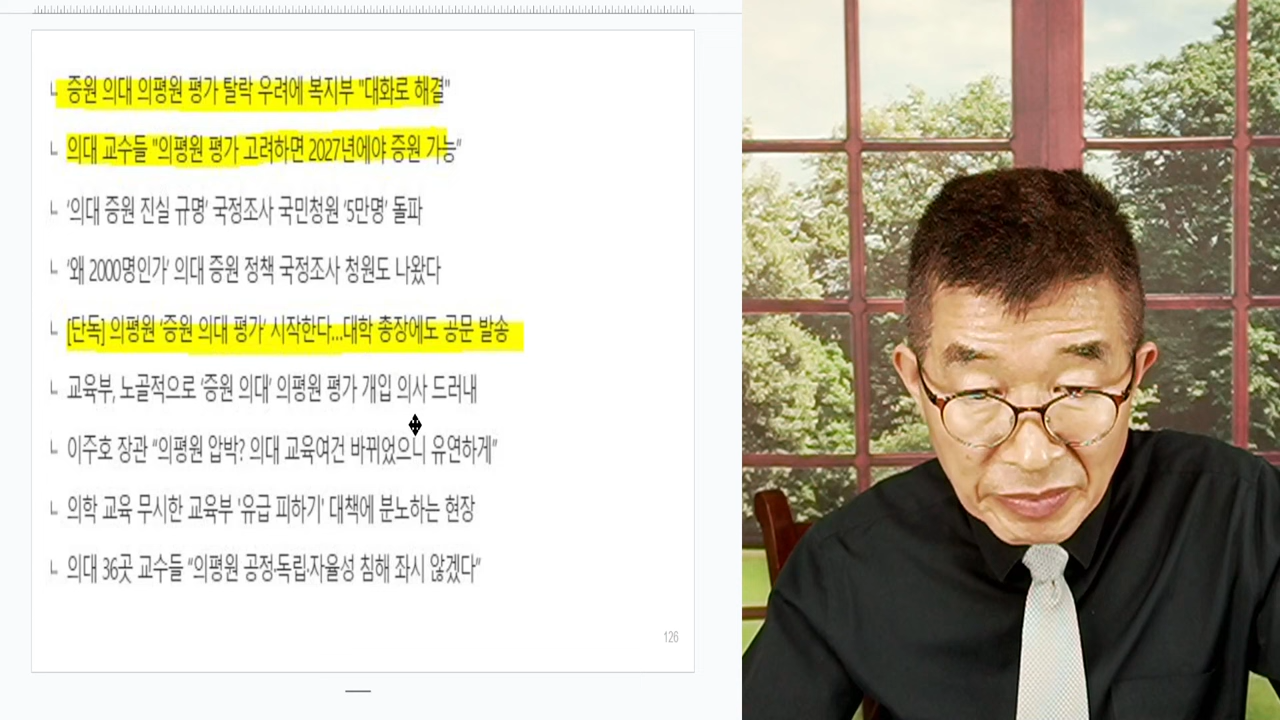 ㄴ 증원 의대 의평원 평가 탈락 우려에 복지부 "대화로 해결"
ㄴ 의대 교수들 "의평원 평가 고려하면 2027년에야 증원 가능"
ㄴ '의대 증원 진실 규명' 국정조사 국민청원 '5만명' 돌파
ㄴ '왜 2000명인가' 의대 증원 정책 국정조사 청원도 나왔다
ㄴ [단독] 의평원 '증원 의대 평가' 시작한다…대학 총장에도 공문 발송
ㄴ 교육부, 노골적으로 '증원 의대' 의평원 평가 개입 의사 드러내
ㄴ 이주호 장관 "의평원 압박? 의대 교육여건 바뀌었으니 유연하게"
ㄴ 의학 교육 무시한 교육부 '유급 피하기' 대책에 분노하는 현장
ㄴ 의대 36곳 교수들 "의평원 공정·독립·자율성 침해 좌시 않겠다"
126